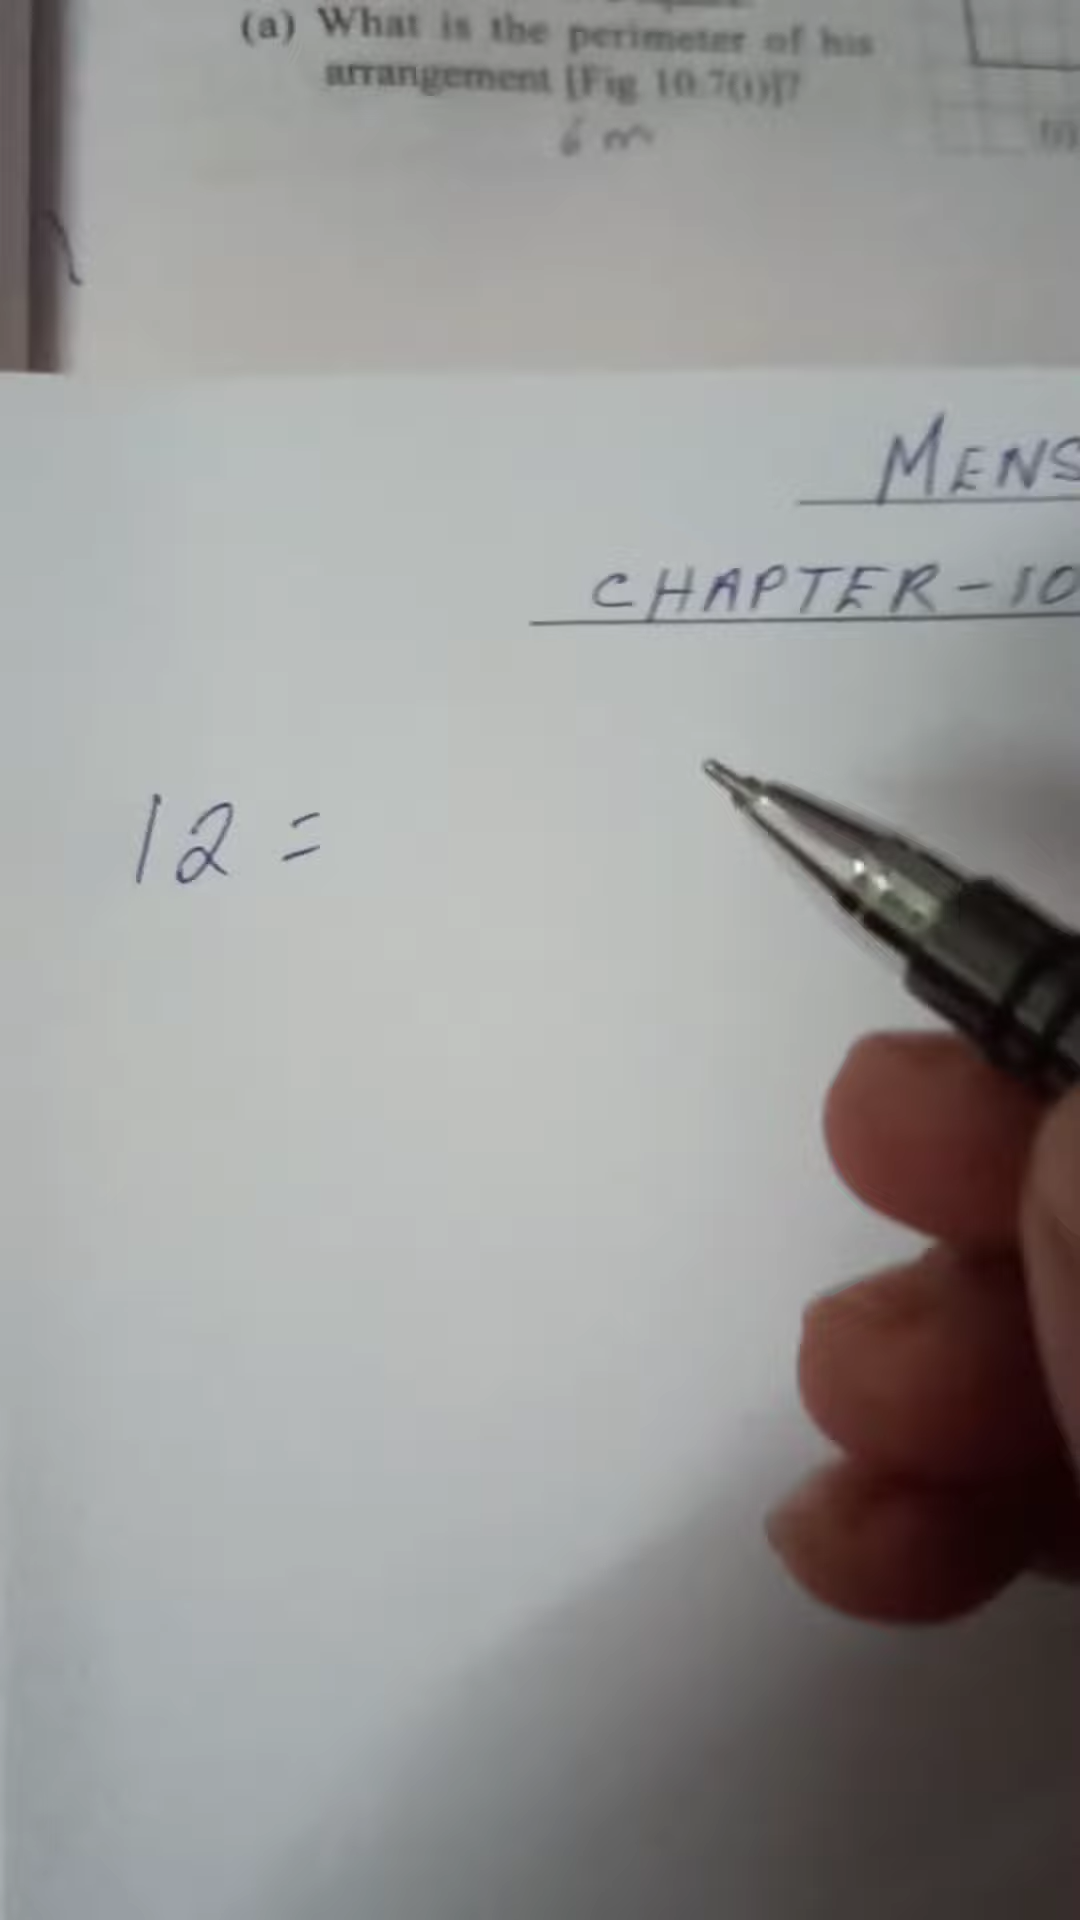 (a) What is the perimeter of his
arrangement [Fig 10.7(i)]?
6 m
(i)
MENS
CHAPTER-10
12 =